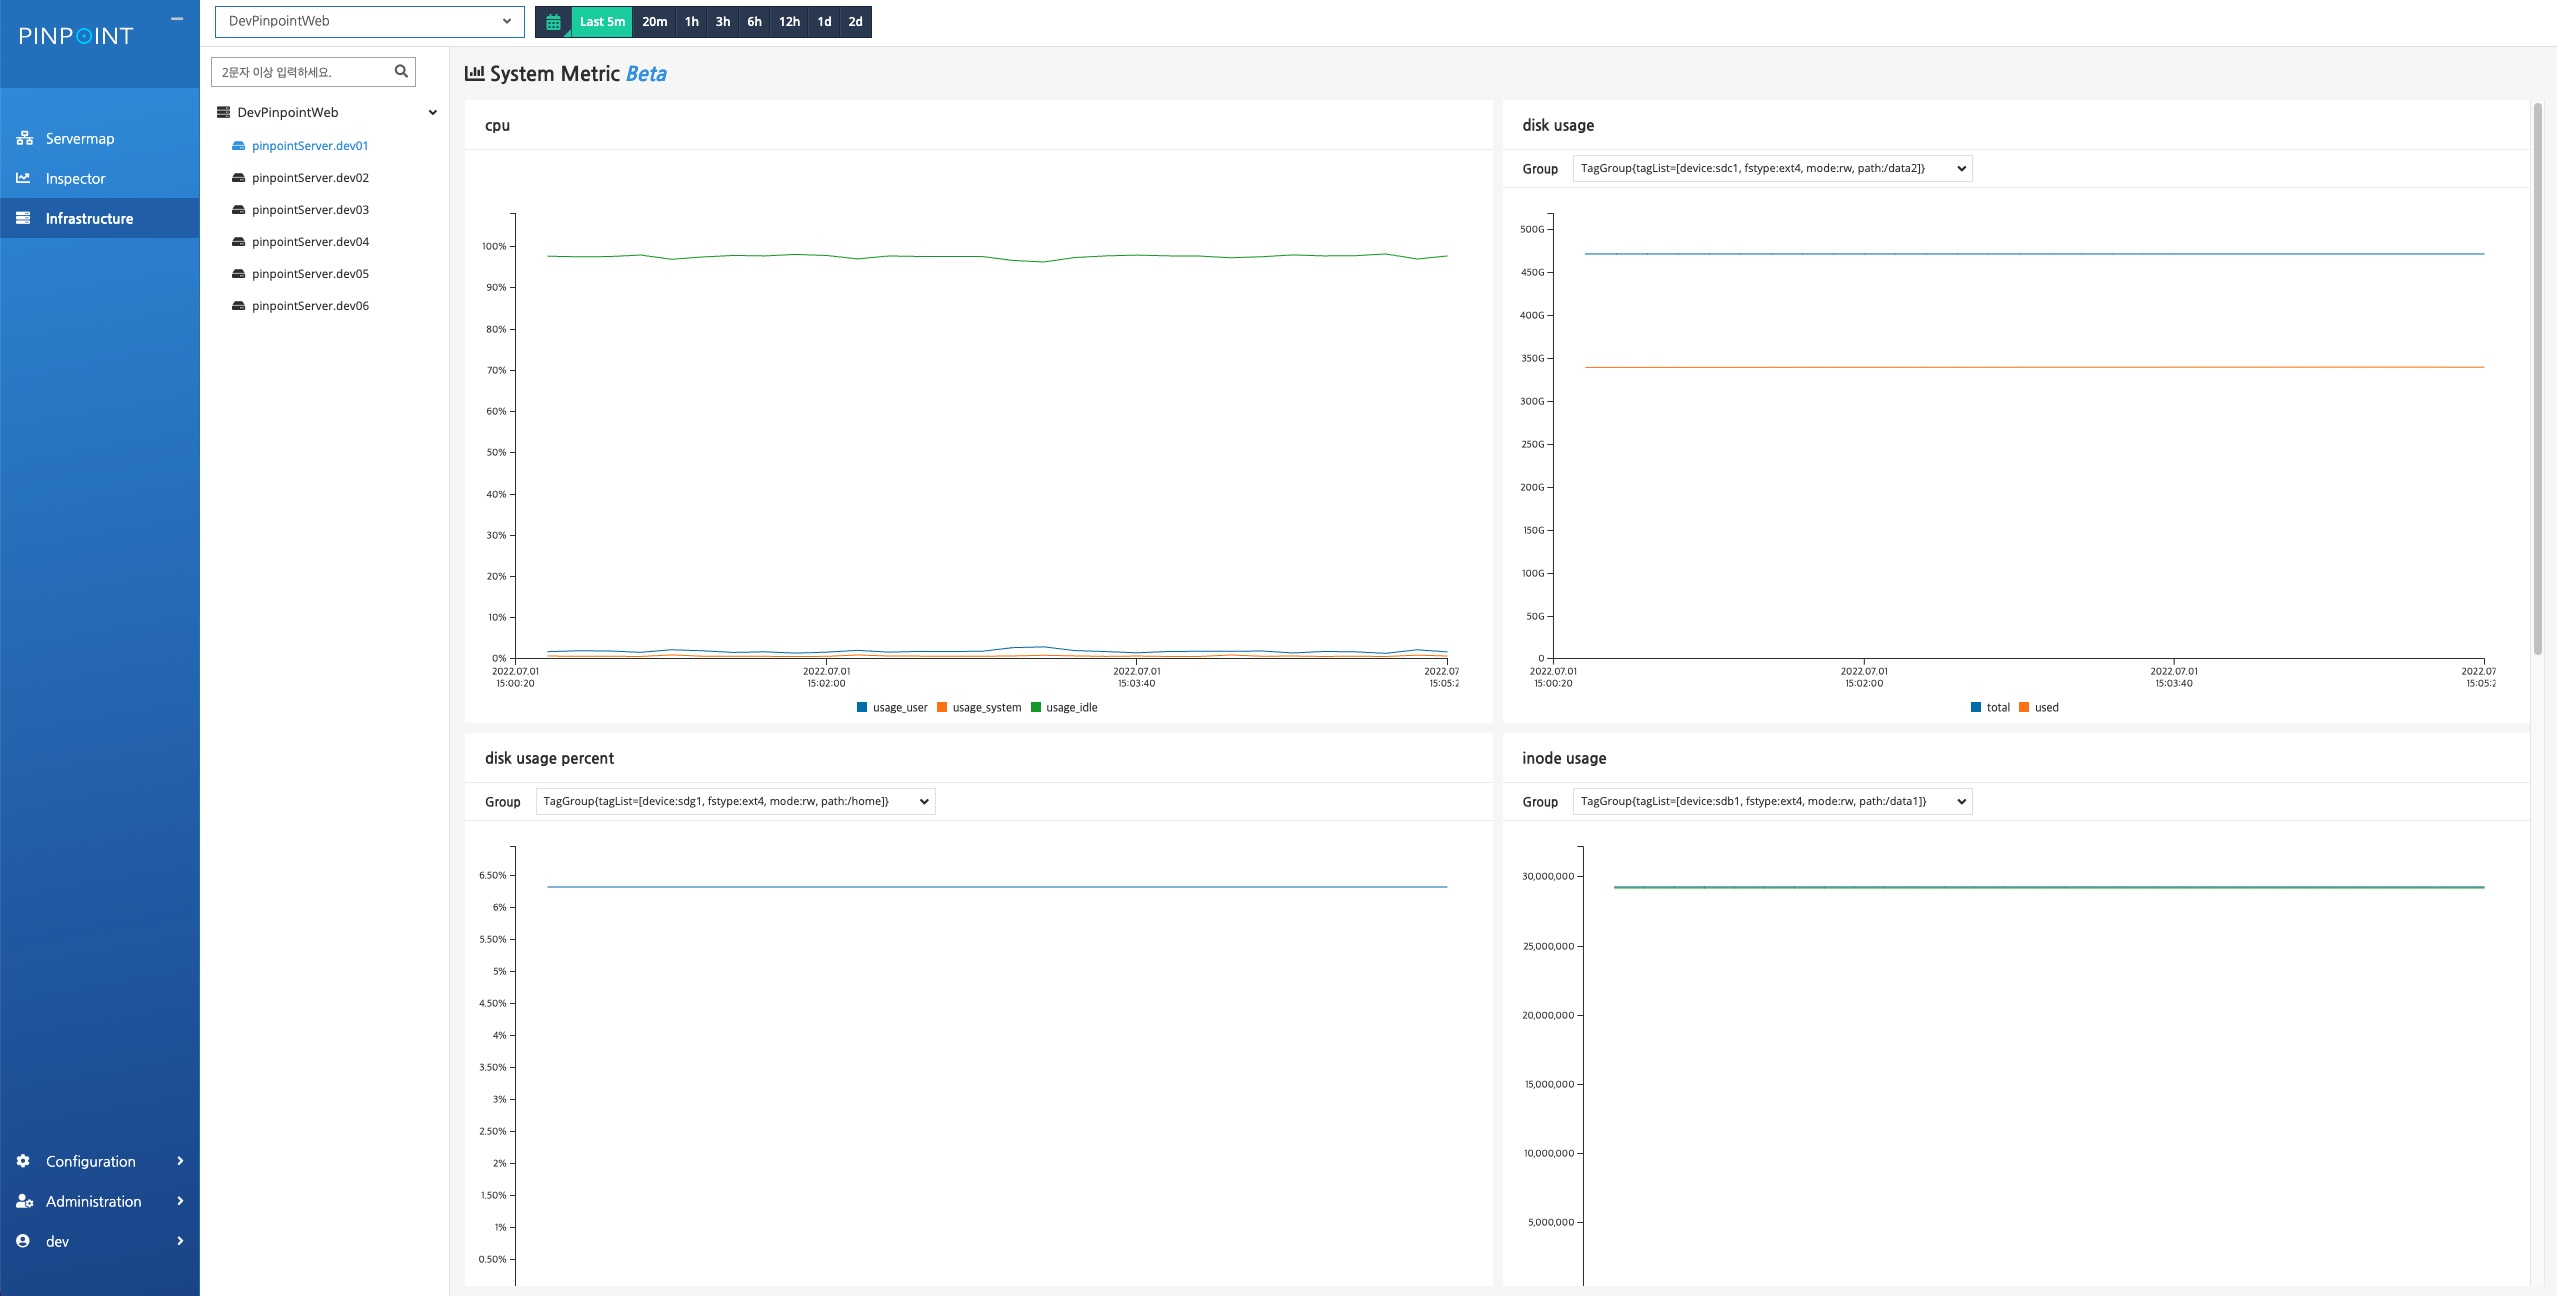 PINPOINT
Servermap
Inspector
Infrastructure
Configuration
Administration
dev
DevPinpointWeb
Last 5m 20m 1h 3h 6h 12h 1d 2d
2문자 이상 입력하세요.
DevPinpointWeb
pinpointServer.dev01
pinpointServer.dev02
pinpointServer.dev03
pinpointServer.dev04
pinpointServer.dev05
pinpointServer.dev06
System Metric Beta
cpu
100%
90%
80%
70%
60%
50%
40%
30%
20%
10%
0%
2022.07.01 2022.07.01 2022.07.01 2022.07
15:00:20 15:02:00 15:03:40 15:05:2
usage_user usage_system usage_idle
disk usage
Group TagGroup{tagList=[device:sdc1, fstype:ext4, mode:rw, path:/data2]}
500G
450G
400G
350G
300G
250G
200G
150G
100G
50G
0
2022.07.01 2022.07.01 2022.07.01 2022.07
15:00:20 15:02:00 15:03:40 15:05:2
total used
disk usage percent
Group TagGroup{tagList=[device:sdg1, fstype:ext4, mode:rw, path:/home]}
6.50%
6%
5.50%
5%
4.50%
4%
3.50%
3%
2.50%
2%
1.50%
1%
0.50%
inode usage
Group TagGroup{tagList=[device:sdb1, fstype:ext4, mode:rw, path:/data1]}
30,000,000
25,000,000
20,000,000
15,000,000
10,000,000
5,000,000